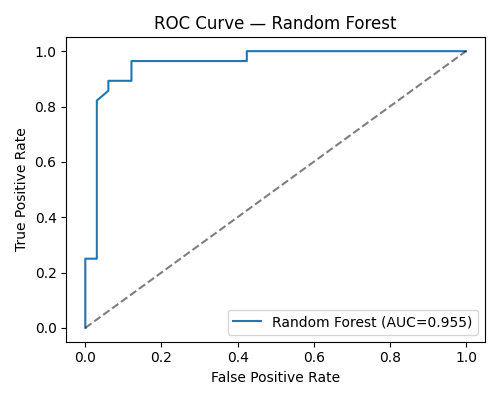 ROC Curve — Random Forest
True Positive Rate
1.0
0.8
0.6
0.4
0.2
0.0
Random Forest (AUC=0.955)
0.0 0.2 0.4 0.6 0.8 1.0
False Positive Rate